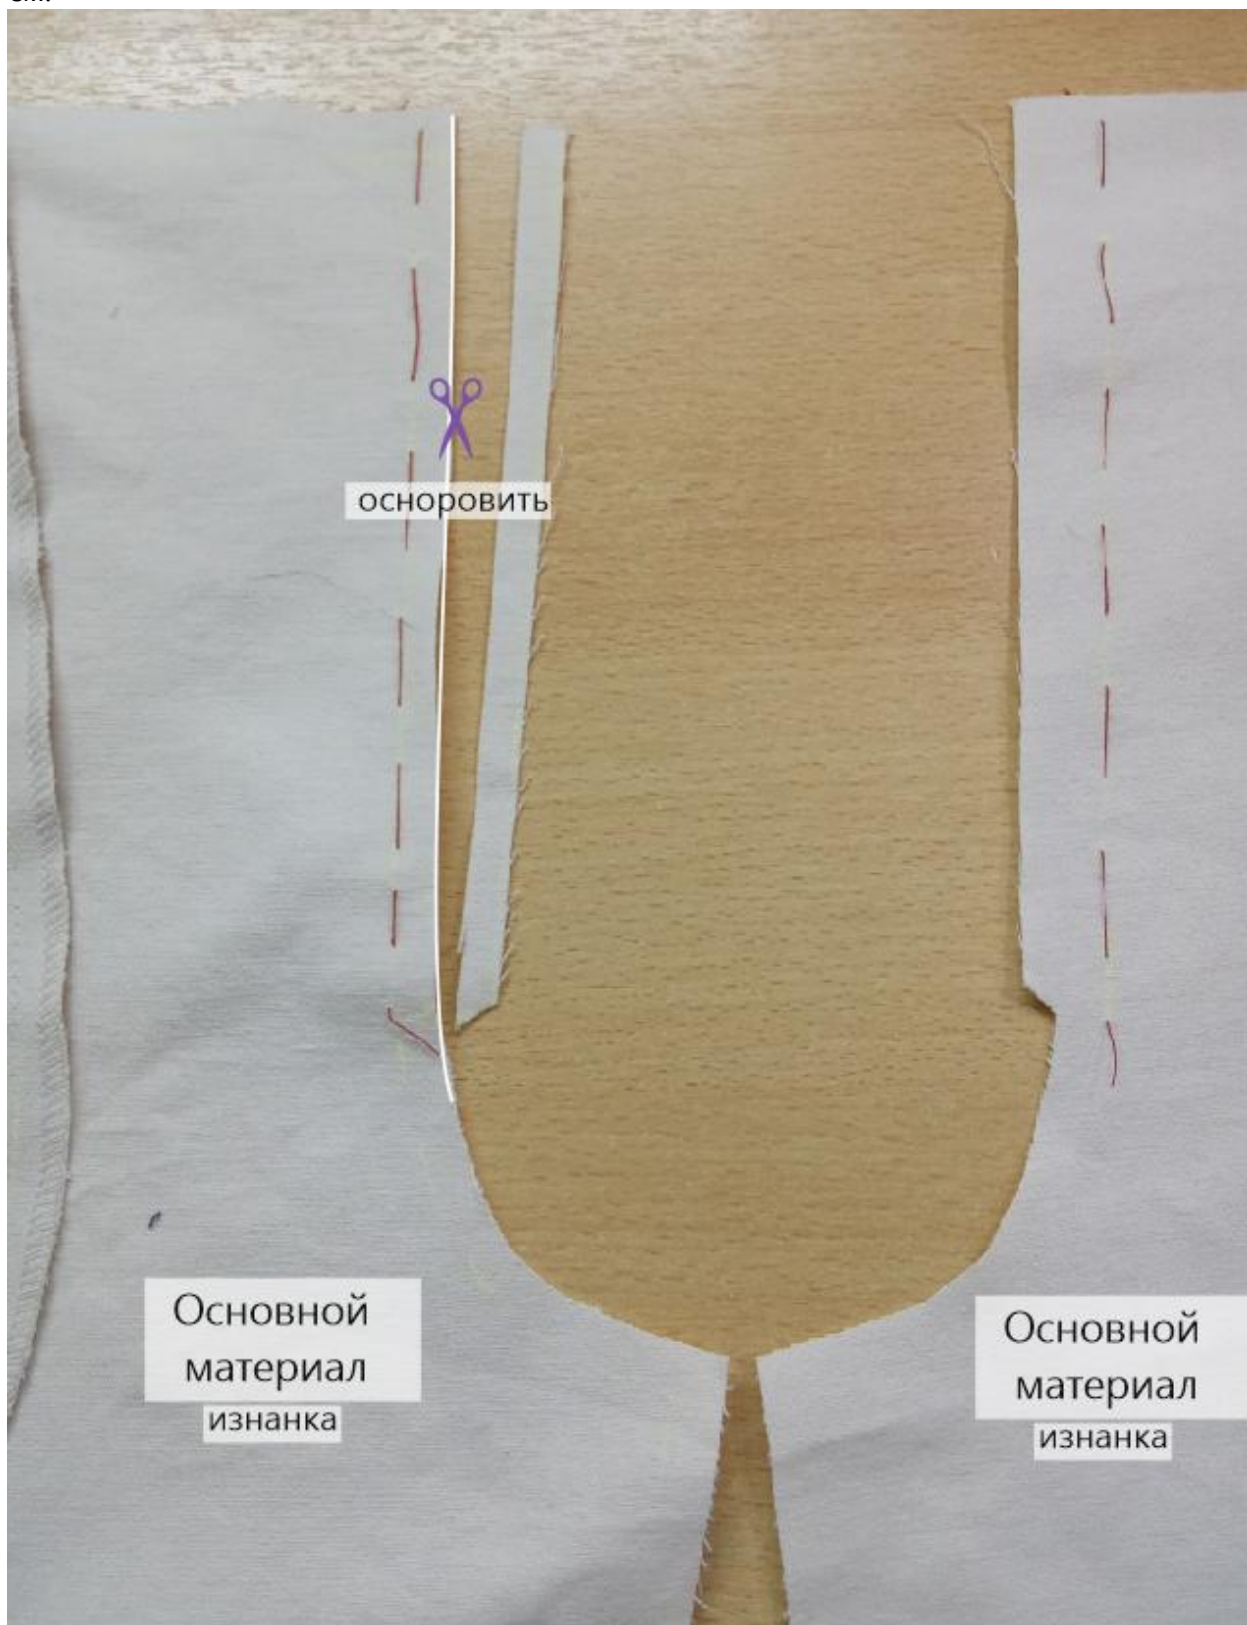 осноровить
Основной
материал
изнанка
Основной
материал
изнанка